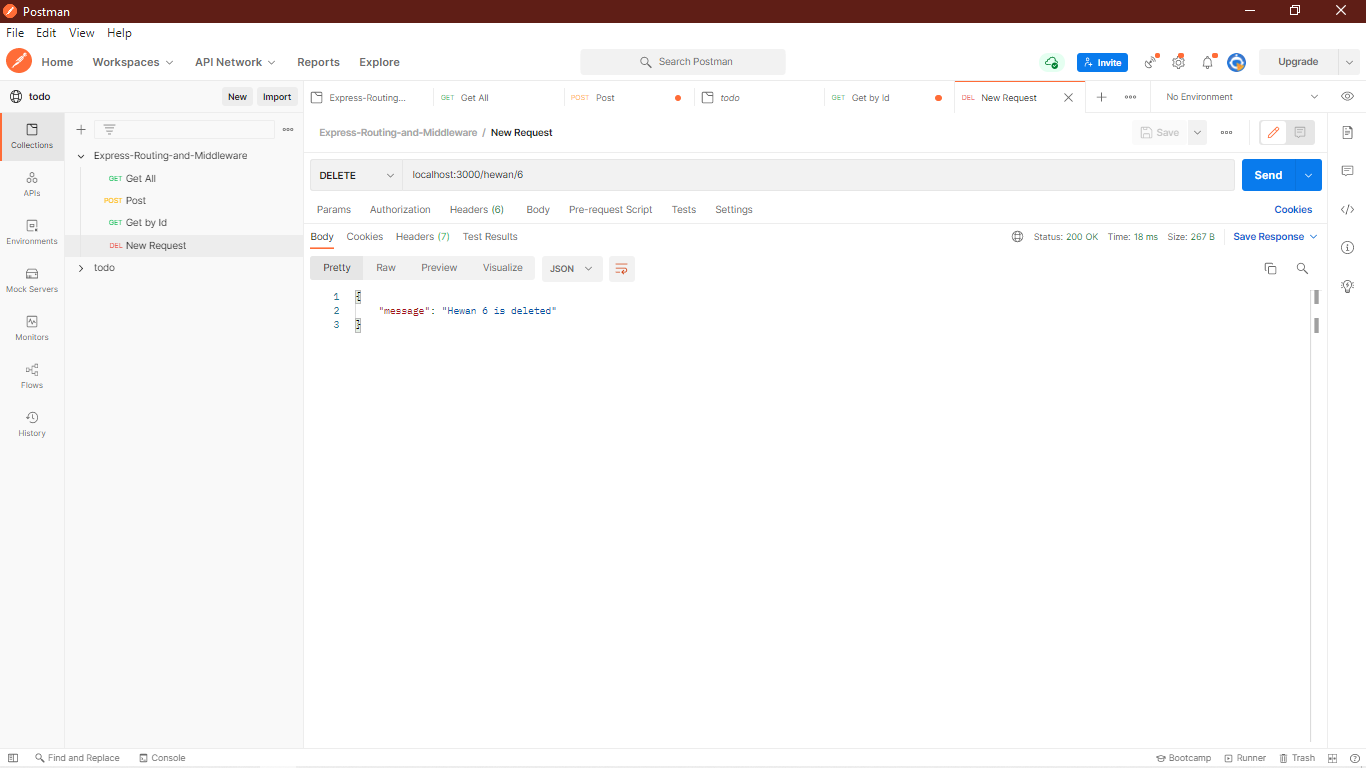 Postman
File Edit View Help
Home Workspaces API Network Reports Explore Search Postman Invite Upgrade
todo New Import
Express-Routing... GET Get All POST Post todo GET Get by Id DEL New Request No Environment
Collections
APIs
Environments
Mock Servers
Monitors
Flows
History
Express-Routing-and-Middleware
GET Get All
POST Post
GET Get by Id
DEL New Request
todo
Express-Routing-and-Middleware / New Request Save
DELETE localhost:3000/hewan/6 Send
Params Authorization Headers (6) Body Pre-request Script Tests Settings Cookies
Body Cookies Headers (7) Test Results Status: 200 OK Time: 18 ms Size: 267 B Save Response
Pretty Raw Preview Visualize JSON
1 {
2 "message": "Hewan 6 is deleted"
3 }
Find and Replace Console Bootcamp Runner Trash